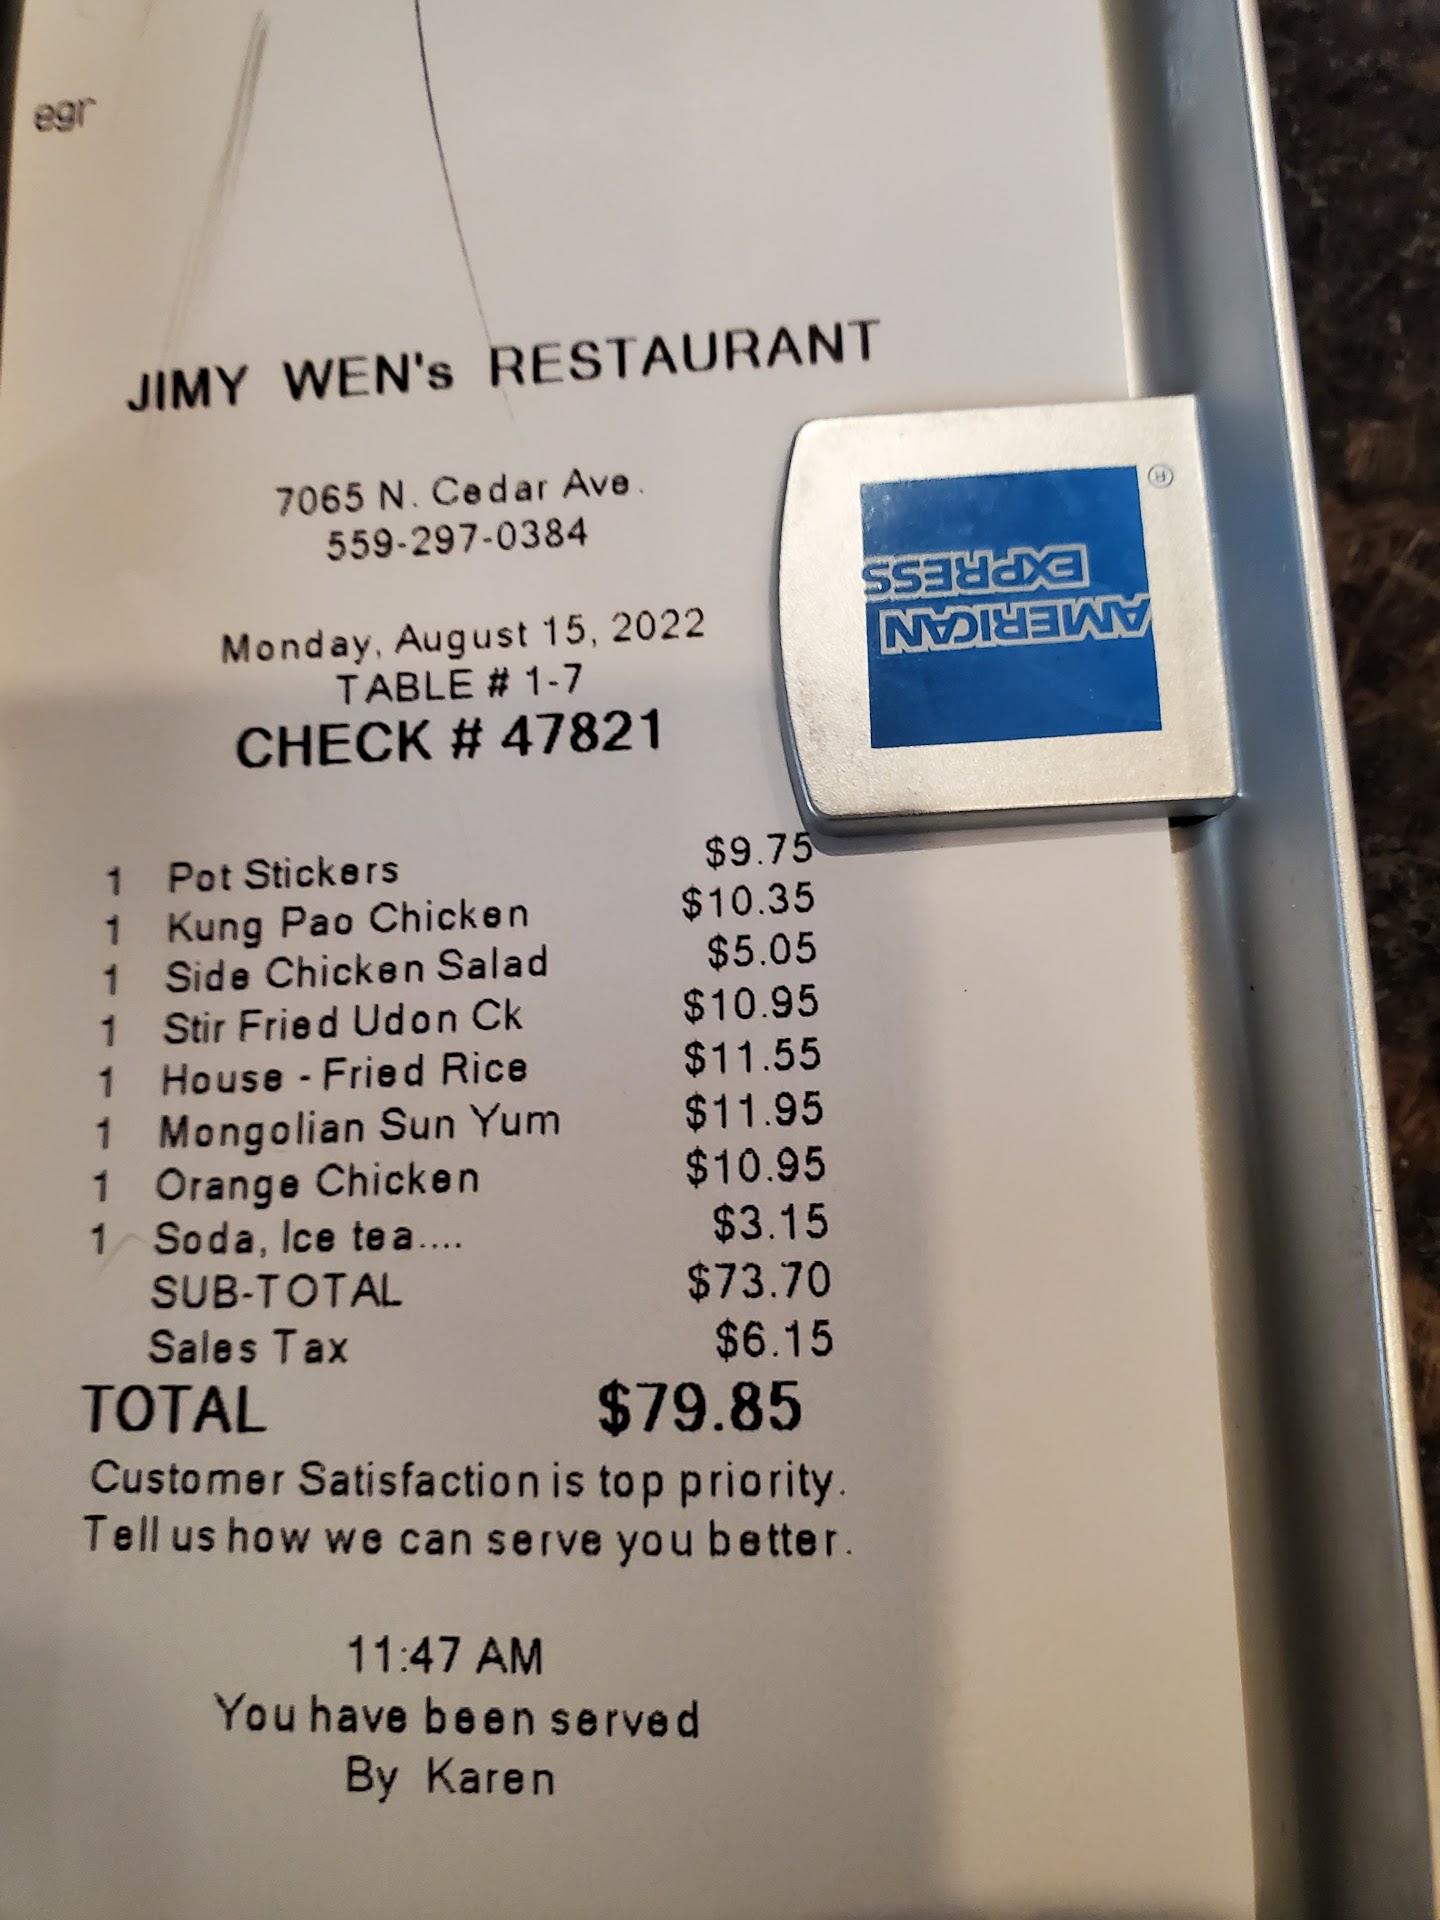 egr
JIMY WEN's RESTAURANT
7065 N. Cedar Ave.
559-297-0384
Monday, August 15, 2022
TABLE # 1-7
CHECK # 47821
AMERICAN
EXPRESS
®
1 Pot Stickers $9.75
1 Kung Pao Chicken $10.35
1 Side Chicken Salad $5.05
1 Stir Fried Udon Ck $10.95
1 House - Fried Rice $11.55
1 Mongolian Sun Yum $11.95
1 Orange Chicken $10.95
1 Soda, Ice tea.... $3.15
SUB-TOTAL $73.70
Sales Tax $6.15
TOTAL $79.85
Customer Satisfaction is top priority.
Tell us how we can serve you better.
11:47 AM
You have been served
By Karen